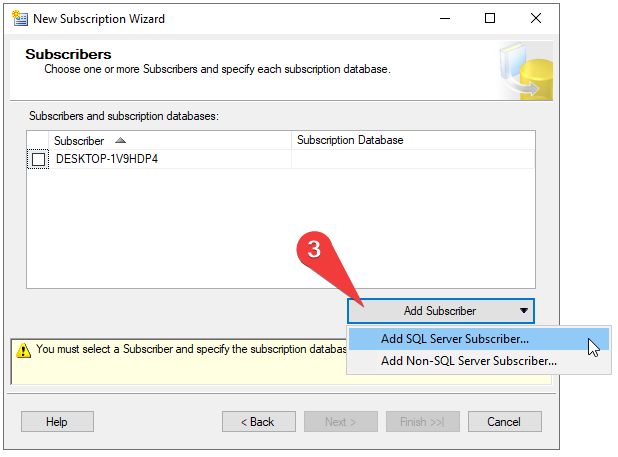 New Subscription Wizard
Subscribers
Choose one or more Subscribers and specify each subscription database.
Subscribers and subscription databases:
Subscriber Subscription Database
DESKTOP-1V9HDP4
3
Add Subscriber
Add SQL Server Subscriber...
You must select a Subscriber and specify the subscription databas
Add Non-SQL Server Subscriber...
Help < Back Next > Finish >>| Cancel